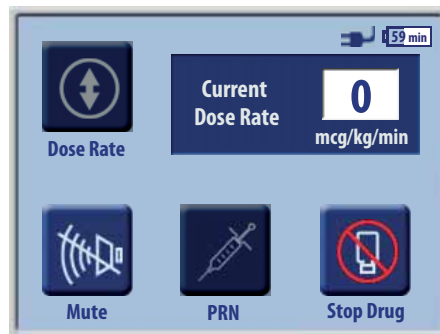 59 min
Current
Dose Rate
0
mcg/kg/min
Dose Rate
Mute
PRN
Stop Drug